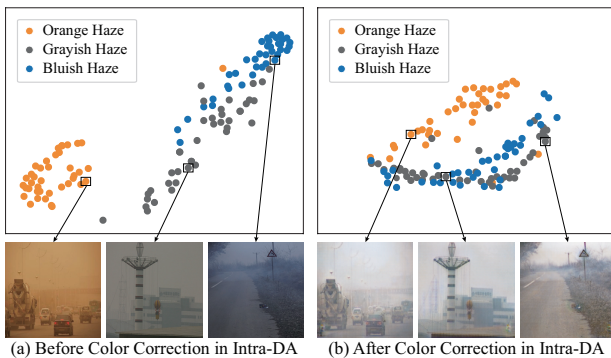 Orange Haze
Grayish Haze
Bluish Haze
Orange Haze
Grayish Haze
Bluish Haze
(a) Before Color Correction in Intra-DA
(b) After Color Correction in Intra-DA